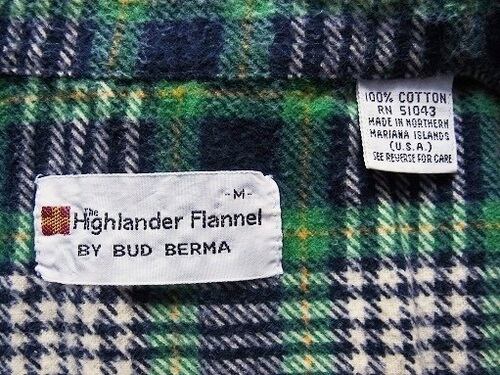 100% COTTON
RN 51043
MADE IN NORTHERN
MARIANA ISLANDS
(U.S.A.)
SEE REVERSE FOR CARE
-M-
The
Highlander Flannel
BY BUD BERMA